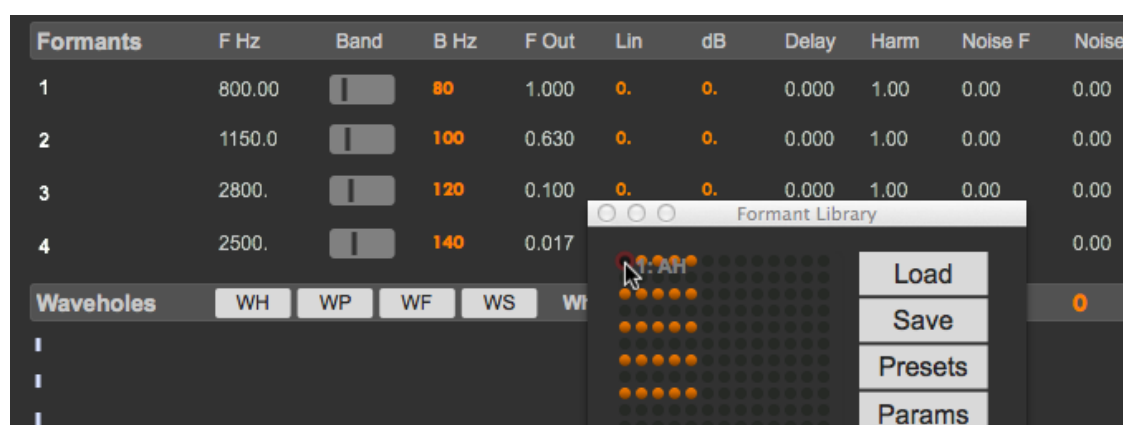 Formants F Hz Band B Hz F Out Lin dB Delay Harm Noise F Noise
1 800.00 80 1.000 0. 0. 0.000 1.00 0.00 0.00
2 1150.0 100 0.630 0. 0. 0.000 1.00 0.00 0.00
3 2800. 120 0.100 0. 0. 0.000 1.00 0.00 0.00
Formant Library
4 2500. 140 0.017 0.00
1: AH
Load
Waveholes WH WP WF WS 0
Save
Presets
Params